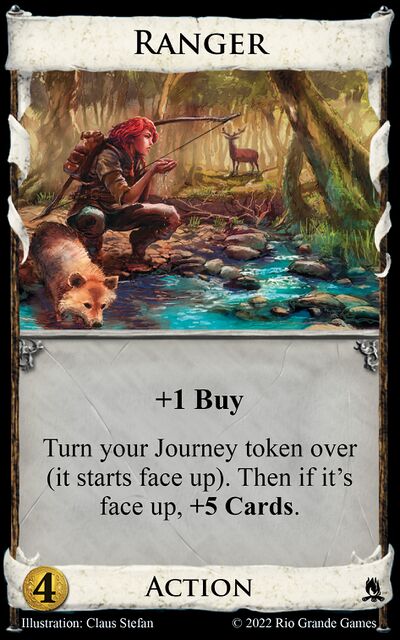 RANGER
+1 Buy
Turn your Journey token over
(it starts face up). Then if it's
face up, +5 Cards.
4
ACTION
Illustration: Claus Stefan
© 2022 Rio Grande Games